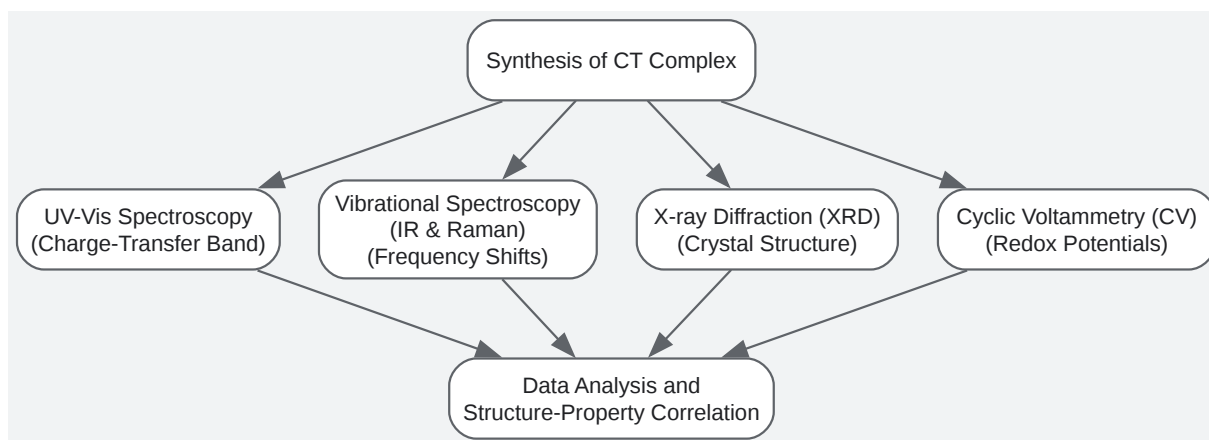 Synthesis of CT Complex
UV-Vis Spectroscopy
(Charge-Transfer Band)
Vibrational Spectroscopy
(IR & Raman)
(Frequency Shifts)
X-ray Diffraction (XRD)
(Crystal Structure)
Cyclic Voltammetry (CV)
(Redox Potentials)
Data Analysis and
Structure-Property Correlation